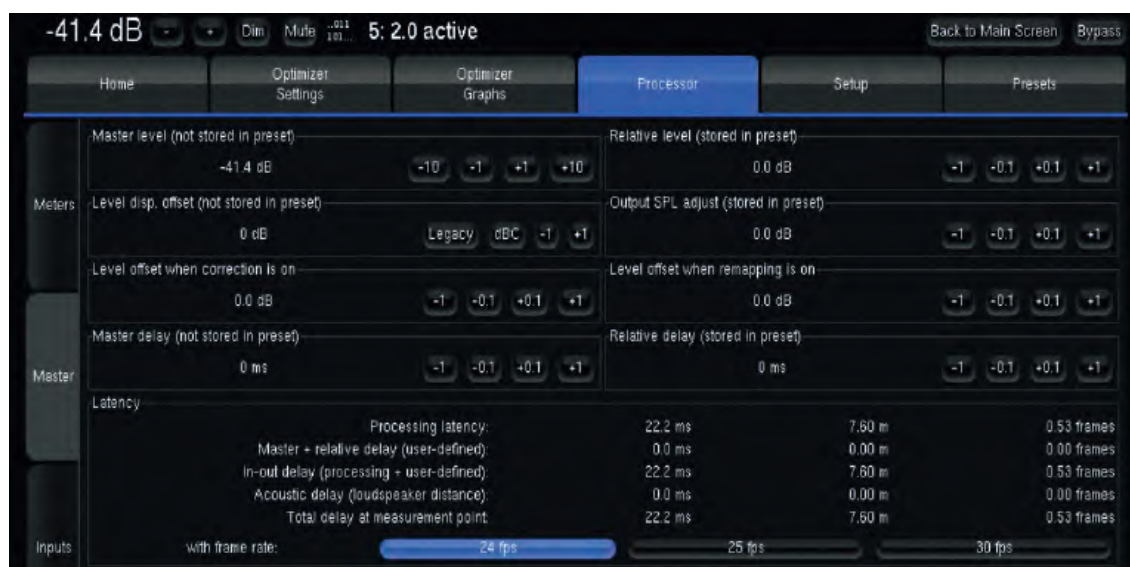 -41.4 dB - + Dim Mute ..011 101... 5: 2.0 active Back to Main Screen Bypass
Home Optimizer Settings Optimizer Graphs Processor Setup Presets
Master level (not stored in preset) Relative level (stored in preset)
-41.4 dB -10 -1 +1 +10 0.0 dB -1 -0.1 +0.1 +1
Meters Level disp. offset (not stored in preset) Output SPL adjust (stored in preset)
0 dB Legacy dBC -1 +1 0.0 dB -1 -0.1 +0.1 +1
Level offset when correction is on Level offset when remapping is on
0.0 dB -1 -0.1 +0.1 +1 0.0 dB -1 -0.1 +0.1 +1
Master delay (not stored in preset) Relative delay (stored in preset)
Master 0 ms -1 -0.1 +0.1 +1 0 ms -1 -0.1 +0.1 +1
Latency
Processing latency: 22.2 ms 7.60 m 0.53 frames
Master + relative delay (user-defined): 0.0 ms 0.00 m 0.00 frames
In-out delay (processing + user-defined): 22.2 ms 7.60 m 0.53 frames
Acoustic delay (loudspeaker distance): 0.0 ms 0.00 m 0.00 frames
Total delay at measurement point: 22.2 ms 7.60 m 0.53 frames
Inputs with frame rate: 24 fps 25 fps 30 fps